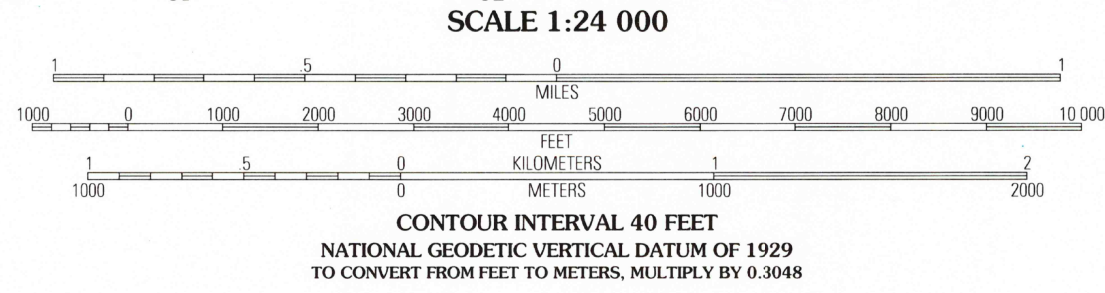 SCALE 1:24 000
1 .5 0 1
MILES
1000 0 1000 2000 3000 4000 5000 6000 7000 8000 9000 10 000
FEET
1 .5 0 KILOMETERS 1 2
1000 0 METERS 1000 2000
CONTOUR INTERVAL 40 FEET
NATIONAL GEODETIC VERTICAL DATUM OF 1929
TO CONVERT FROM FEET TO METERS, MULTIPLY BY 0.3048